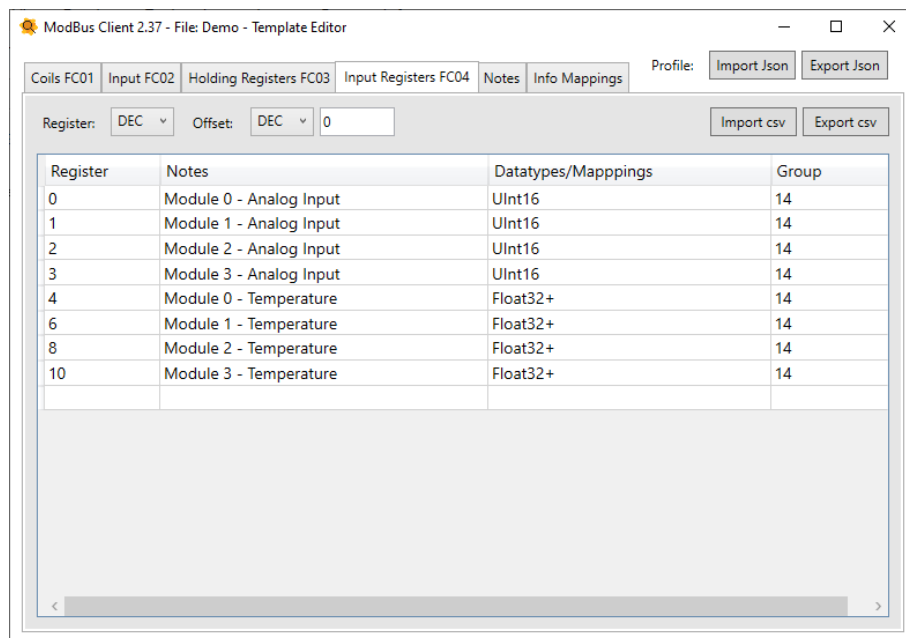 ModBus Client 2.37 - File: Demo - Template Editor
Coils FC01 Input FC02 Holding Registers FC03 Input Registers FC04 Notes Info Mappings Profile: Import Json Export Json
Register: DEC Offset: DEC 0 Import csv Export csv
Register Notes Datatypes/Mapppings Group
0 Module 0 - Analog Input UInt16 14
1 Module 1 - Analog Input UInt16 14
2 Module 2 - Analog Input UInt16 14
3 Module 3 - Analog Input UInt16 14
4 Module 0 - Temperature Float32+ 14
6 Module 1 - Temperature Float32+ 14
8 Module 2 - Temperature Float32+ 14
10 Module 3 - Temperature Float32+ 14